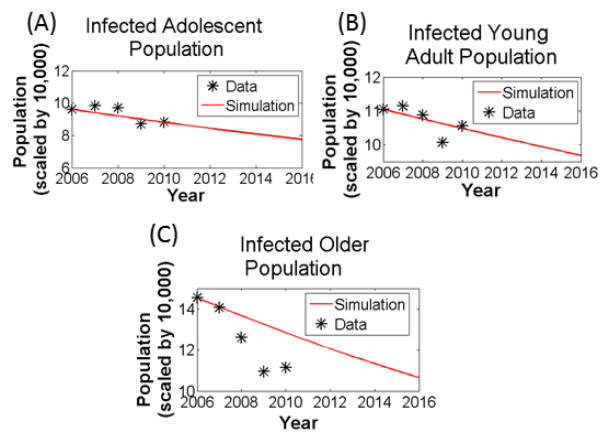 (A)
Infected Adolescent
Population
Population
(scaled by 10,000)
12
10
8
6
Data
Simulation
2006 2008 2010 2012 2014 2016
Year
(B)
Infected Young
Adult Population
Population
(scaled by 10,000)
12
11
10
Simulation
Data
2006 2008 2010 2012 2014 2016
Year
(C)
Infected Older
Population
Population
(scaled by 10,000)
14
12
10
Simulation
Data
2006 2008 2010 2012 2014 2016
Year